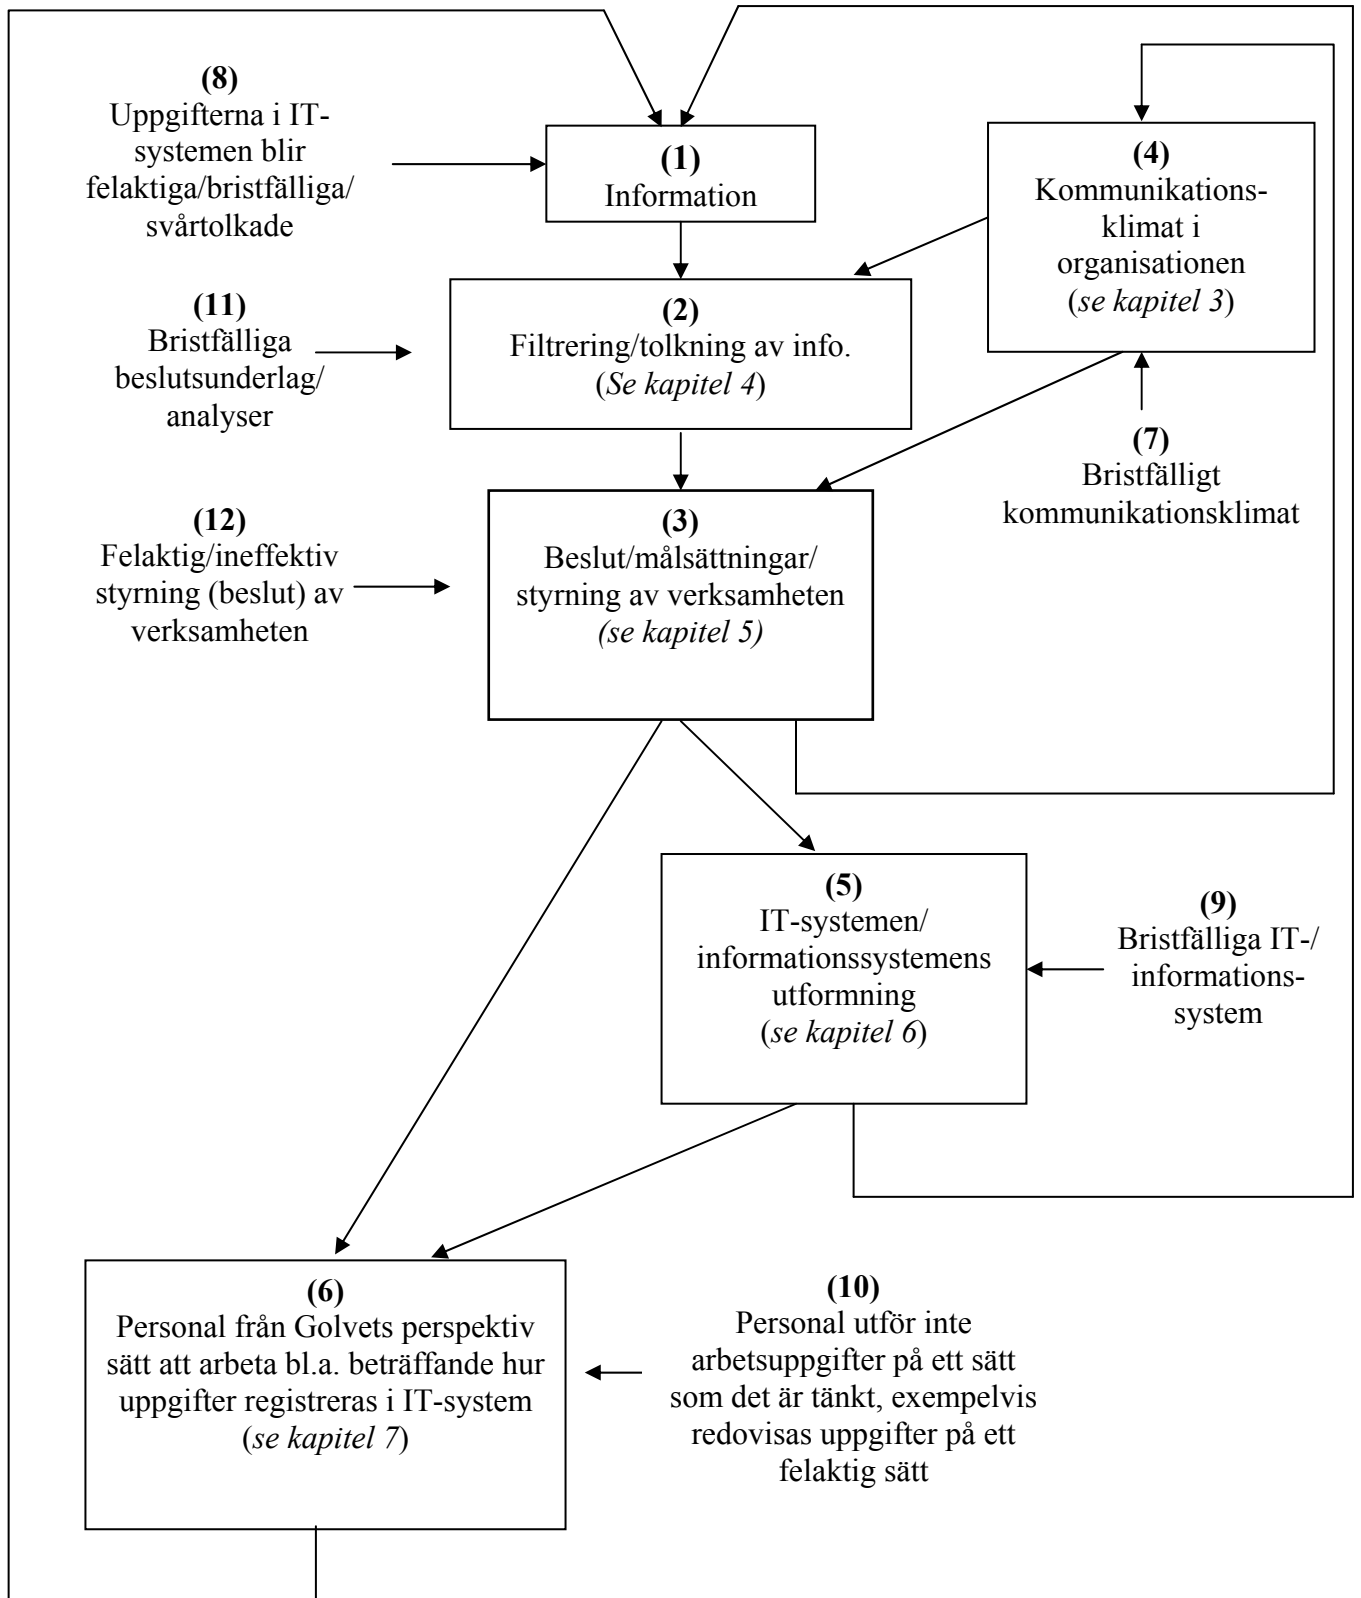 (8)
Uppgifterna i IT-
systemen blir
felaktiga/bristfälliga/
svårtolkade
(1)
Information
(4)
Kommunikations-
klimat i
organisationen
(se kapitel 3)
(11)
Bristfälliga
beslutsunderlag/
analyser
(2)
Filtrering/tolkning av info.
(Se kapitel 4)
(7)
Bristfälligt
kommunikationsklimat
(12)
Felaktig/ineffektiv
styrning (beslut) av
verksamheten
(3)
Beslut/målsättningar/
styrning av verksamheten
(se kapitel 5)
(5)
IT-systemen/
informationssystemens
utformning
(se kapitel 6)
(9)
Bristfälliga IT-/
informations-
system
(6)
Personal från Golvets perspektiv
sätt att arbeta bl.a. beträffande hur
uppgifter registreras i IT-system
(se kapitel 7)
(10)
Personal utför inte
arbetsuppgifter på ett sätt
som det är tänkt, exempelvis
redovisas uppgifter på ett
felaktig sätt